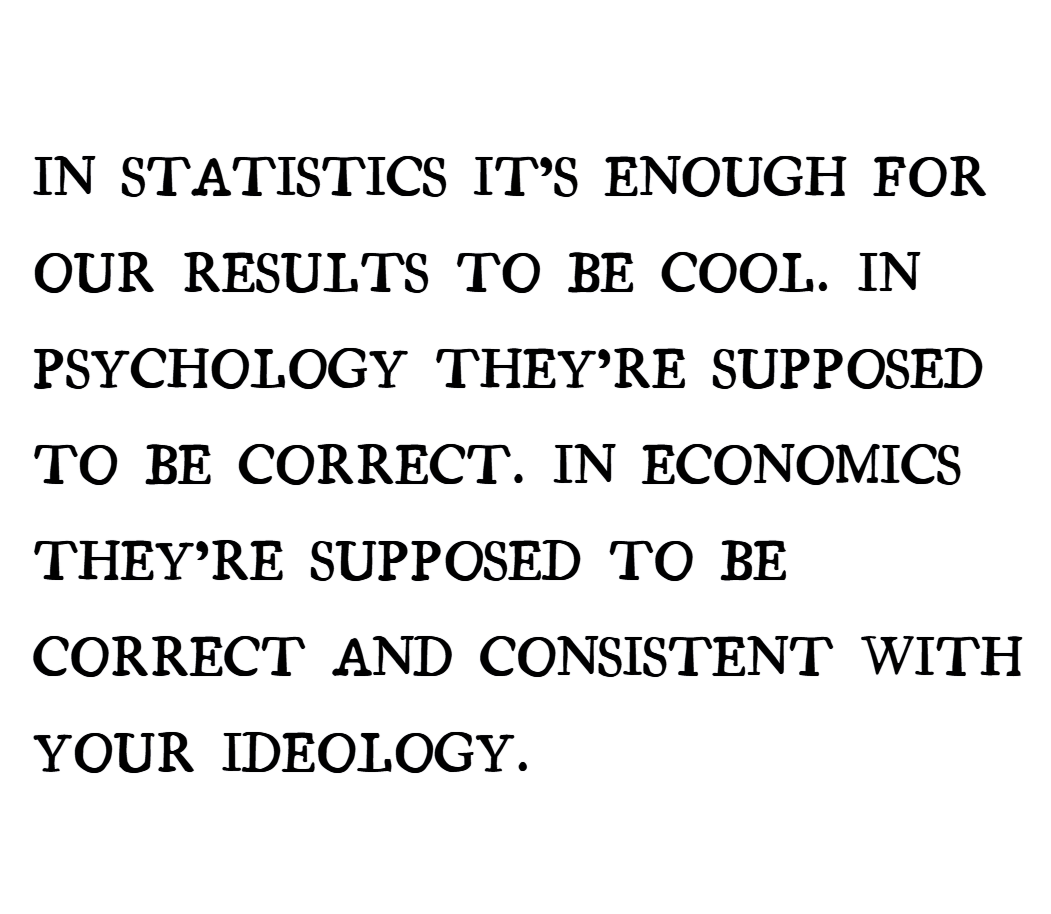 IN STATISTICS IT'S ENOUGH FOR
OUR RESULTS TO BE COOL. IN
PSYCHOLOGY THEY'RE SUPPOSED
TO BE CORRECT. IN ECONOMICS
THEY'RE SUPPOSED TO BE
CORRECT AND CONSISTENT WITH
YOUR IDEOLOGY.